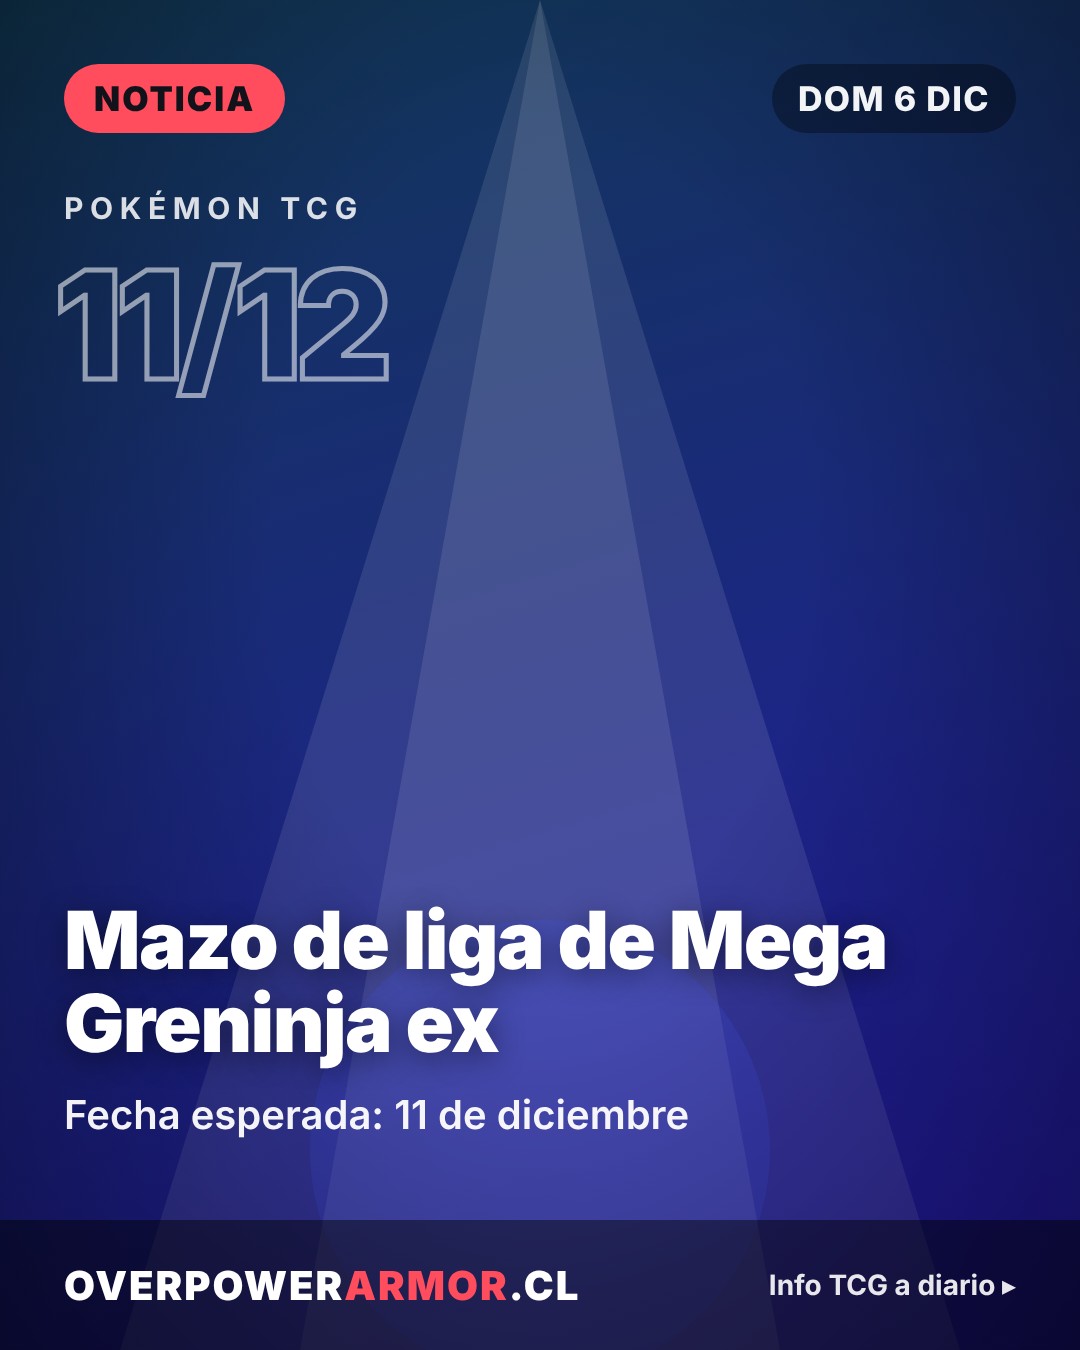 NOTICIA
DOM 6 DIC
POKÉMON TCG
11/12
Mazo de liga de Mega
Greninja ex
Fecha esperada: 11 de diciembre
OVERPOWERARMOR.CL
Info TCG a diario ▸